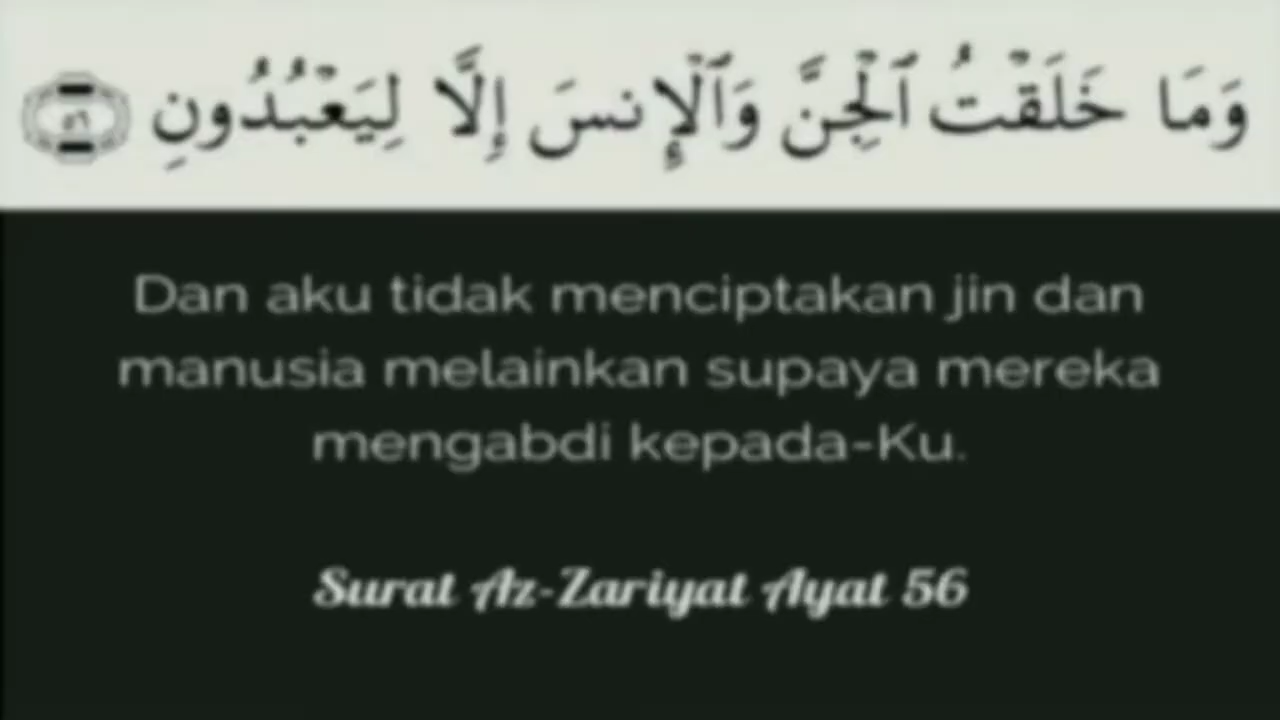 وَمَا خَلَقْتُ ٱلْجِنَّ وَٱلْإِنسَ إِلَّا لِيَعْبُدُونِ ٥٦
Dan aku tidak menciptakan jin dan
manusia melainkan supaya mereka
mengabdi kepada-Ku.
Surat Az-Zariyat Ayat 56